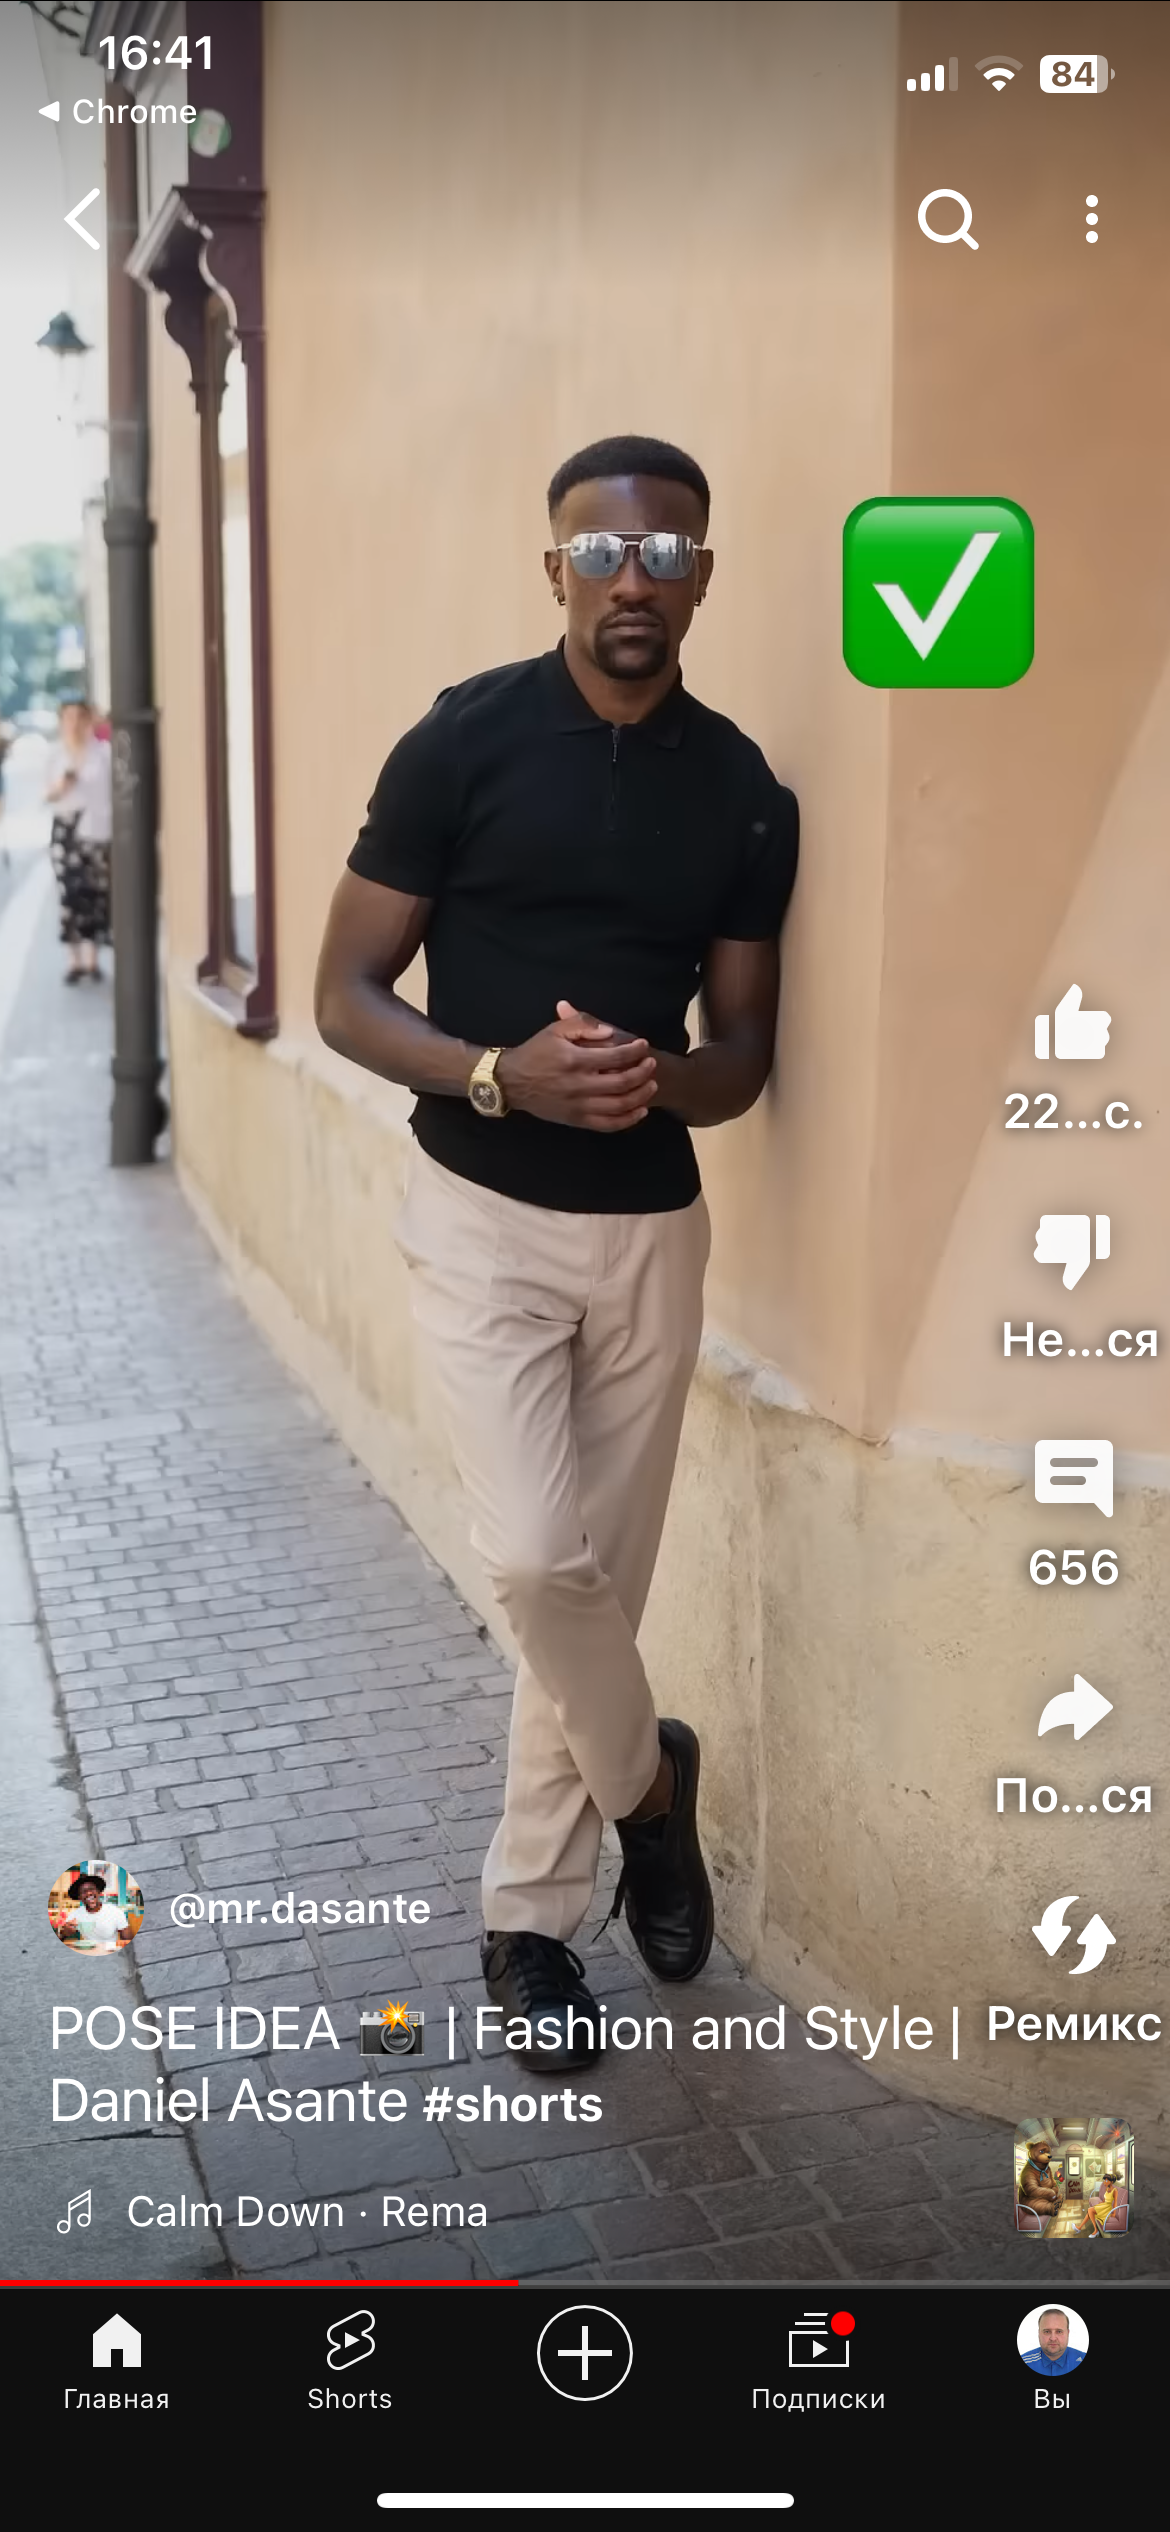 16:41
84
Chrome
22...с.
Не...ся
656
По...ся
@mr.dasante
POSE IDEA 📸 | Fashion and Style |
Daniel Asante #shorts
Ремикс
Calm Down · Rema
Главная
Shorts
Подписки
Вы